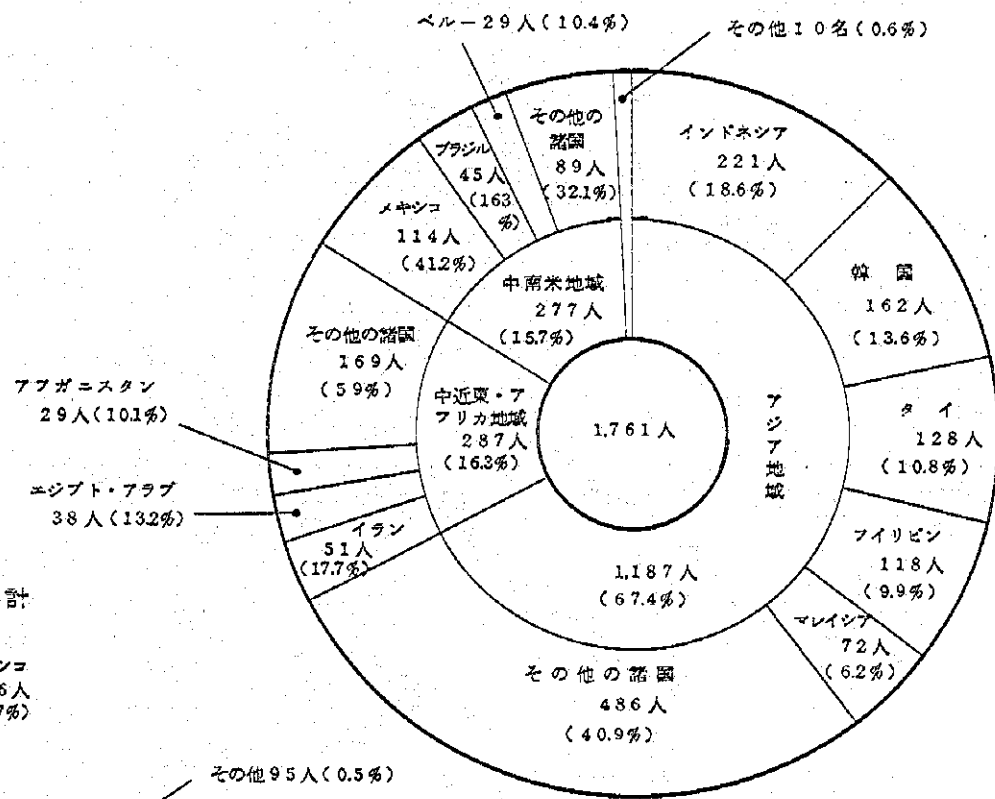 ペルー29人(10.4%)
その他10名(0.6%)
インドネシア
221人
(18.6%)
韓国
162人
(13.6%)
タイ
128人
(10.8%)
フイリピン
118人
(9.9%)
マレイシア
72人
(6.2%)
その他の諸国
486人
(40.9%)
イラン
51人
(17.7%)
エジプト・アラブ
38人(13.2%)
アフガニスタン
29人(10.1%)
その他の諸国
169人
(59%)
メキシコ
114人
(41.2%)
ブラジル
45人
(163
%)
その他の
諸国
89人
(32.1%)
中南米地域
277人
(15.7%)
中近東・ア
フリカ地域
287人
(16.3%)
アジア地域
1,187人
(67.4%)
1,761人
計
ンコ
6人
7%)
その他95人(0.5%)